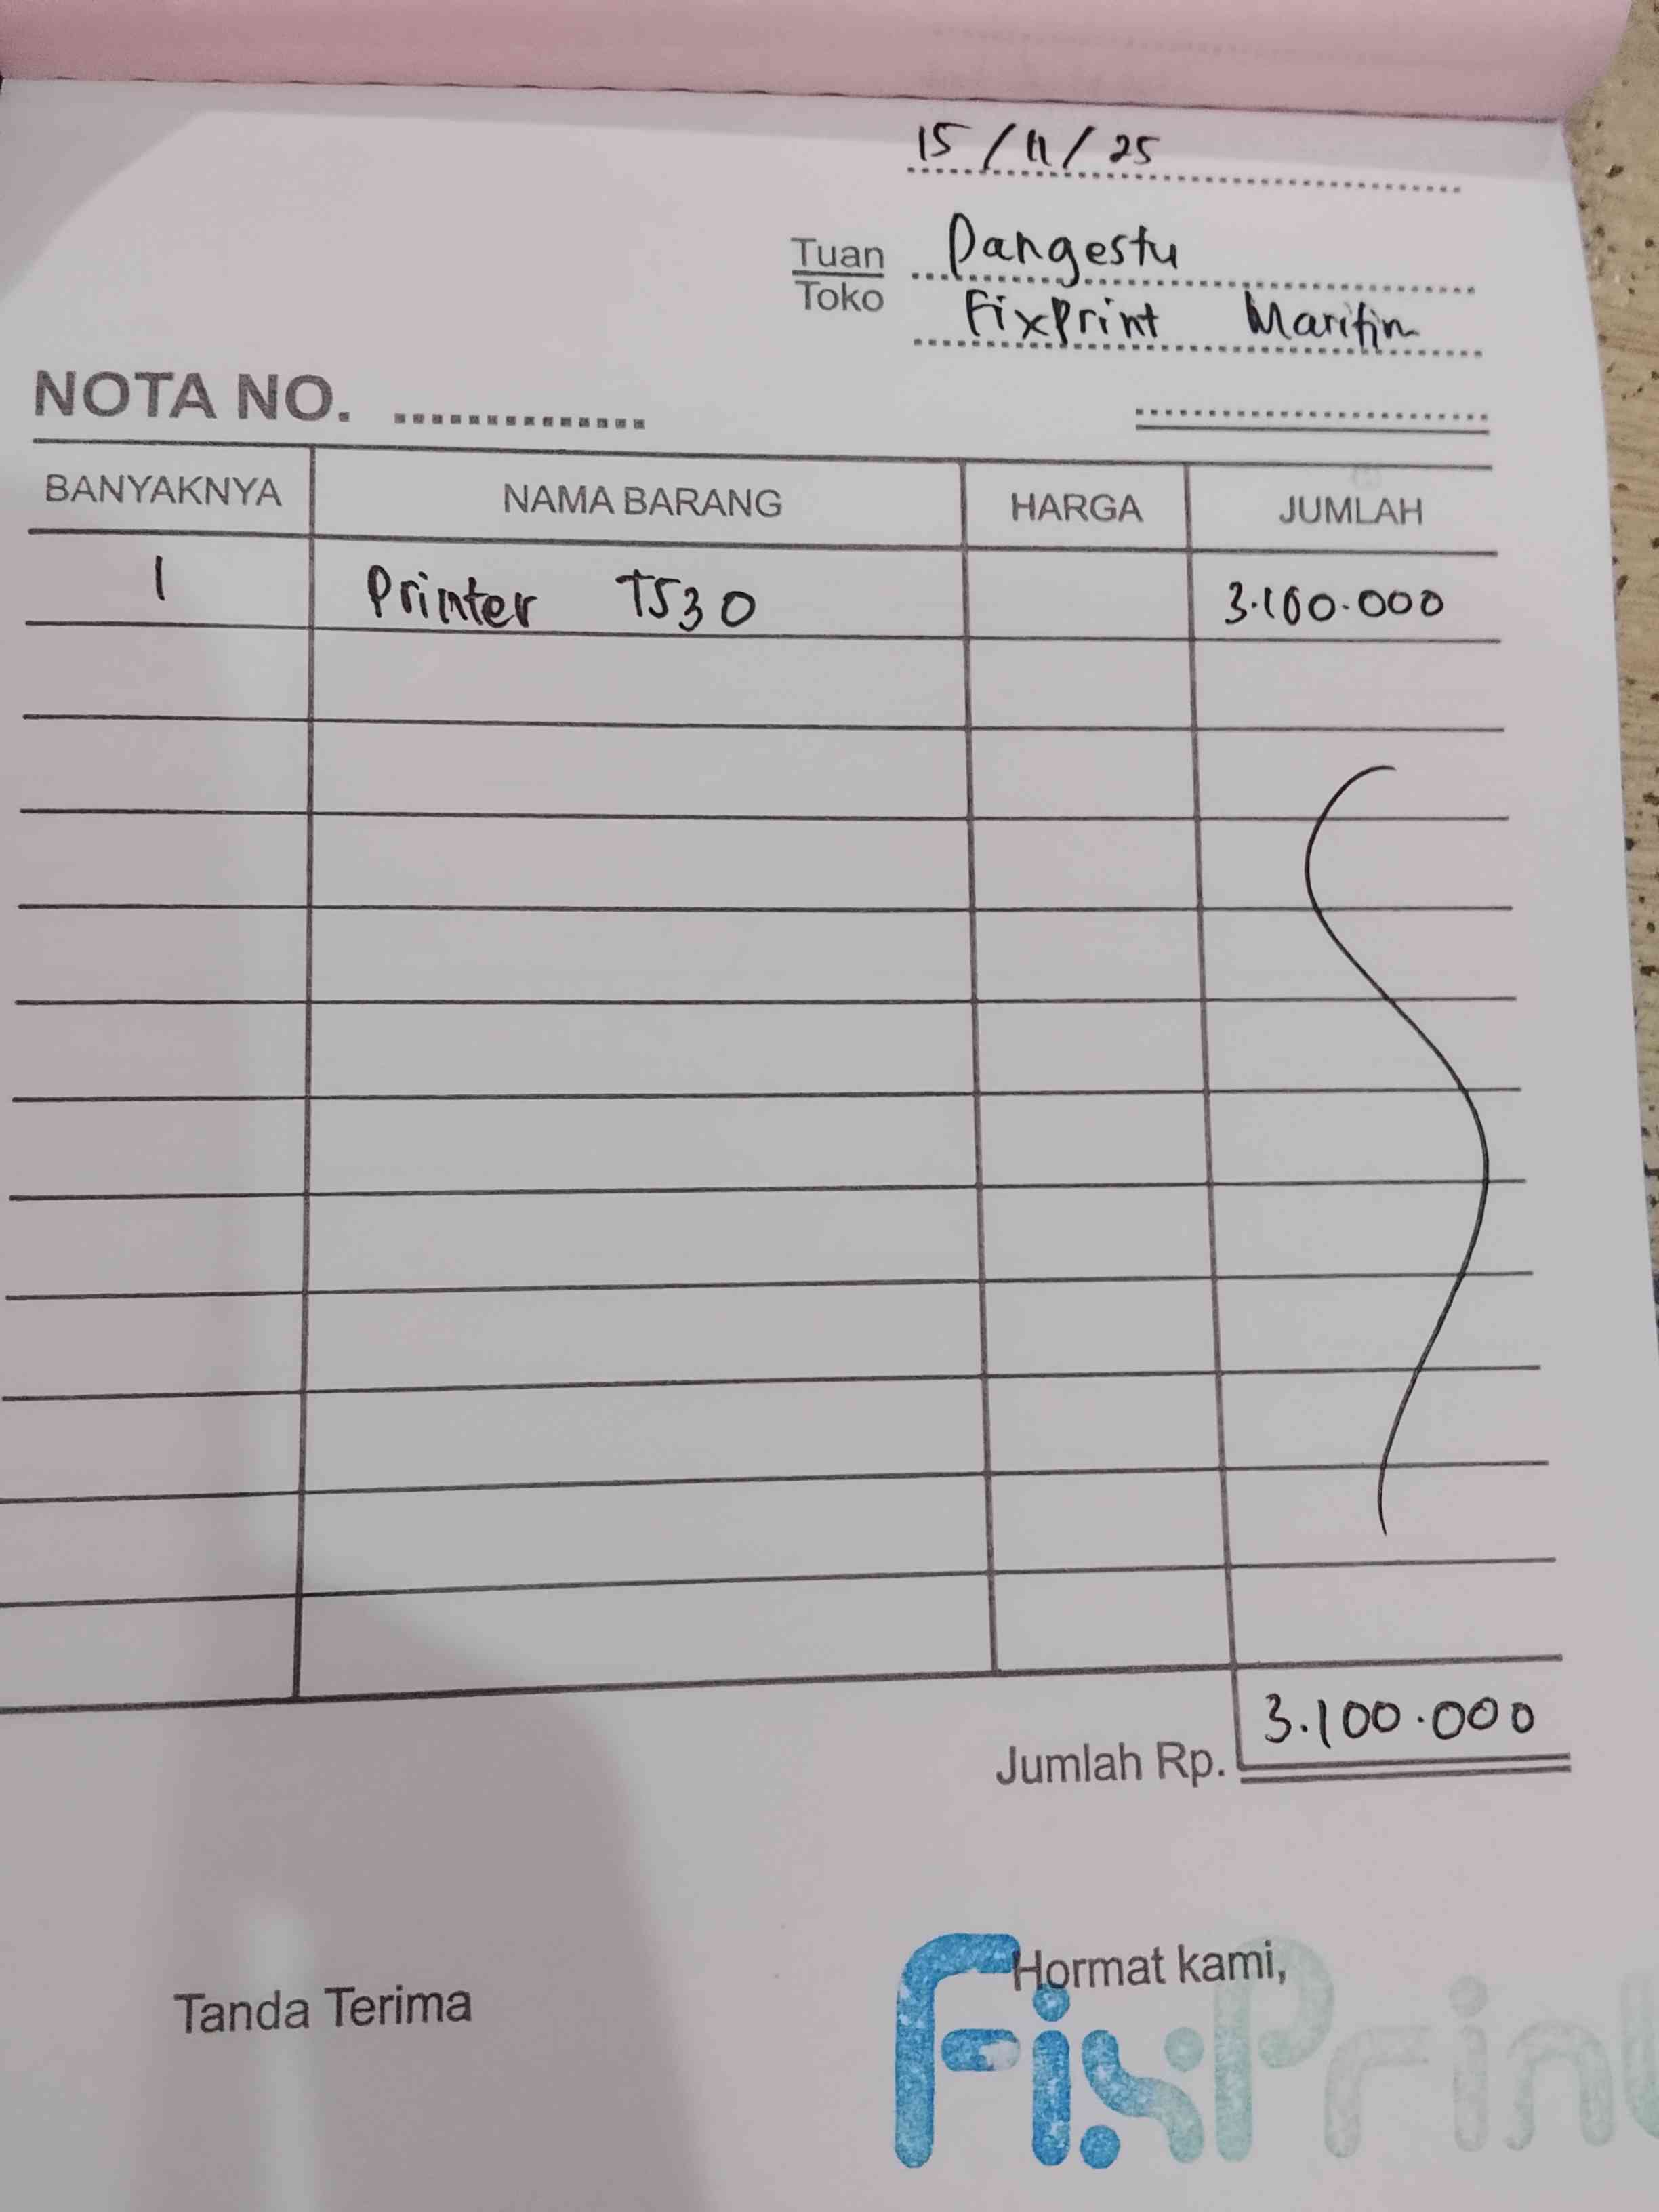 15/11/25
Tuan Pangestu
Toko FixPrint Maritim
NOTA NO.
BANYAKNYA NAMA BARANG HARGA JUMLAH
1 Printer T530 3.100.000
Jumlah Rp. 3.100.000
Tanda Terima Hormat kami,
FixPrint